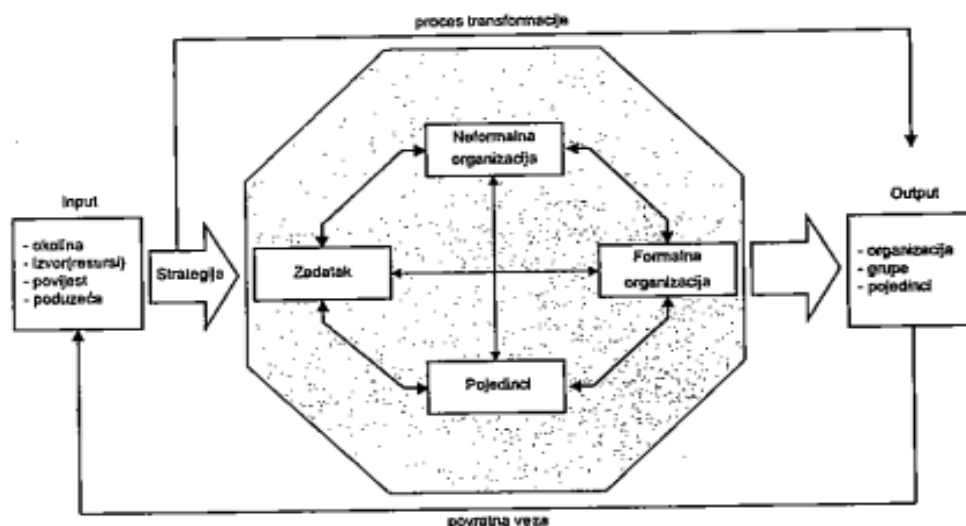 proces transformacije
Neformalna
organizacija
Input
Output
- okolina
- izvor(resursi)
- povijest
- poduzeća
Strategija
Zadatak
Formalna
organizacija
- organizacija
- grupe
- pojedinci
Pojedinci
povratna veza